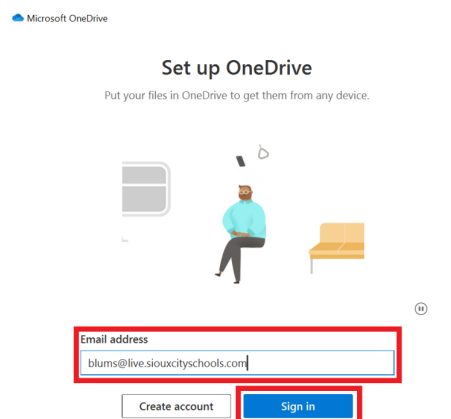 Microsoft OneDrive
Set up OneDrive
Put your files in OneDrive to get them from any device.
Email address
blums@live.siouxcityschools.com
Create account
Sign in